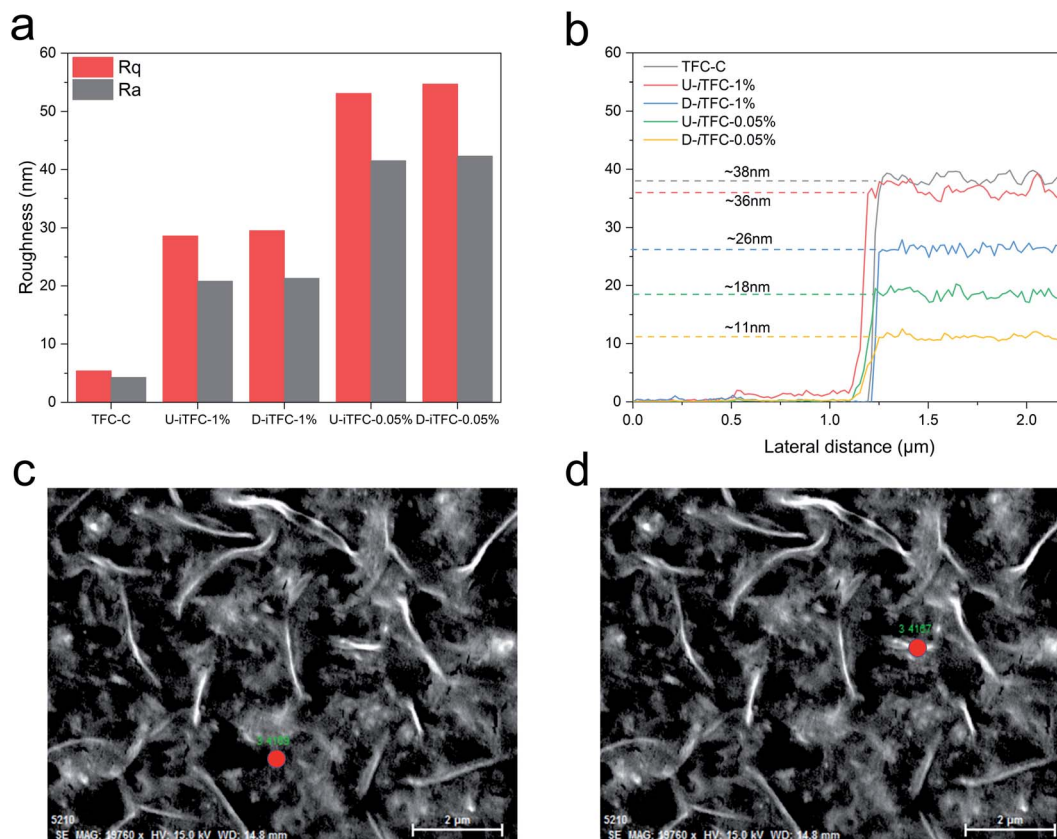 a
60
50
40
30
20
10
0
Roughness (nm)
Rq
Ra
TFC-C
U-iTFC-1%
D-iTFC-1%
U-iTFC-0.05%
D-iTFC-0.05%
b
60
50
40
30
20
10
0
TFC-C
U-iTFC-1%
D-iTFC-1%
U-iTFC-0.05%
D-iTFC-0.05%
~38nm
~36nm
~26nm
~18nm
~11nm
0.0
0.5
1.0
1.5
2.0
Lateral distance (μm)
c
5210
SE MAG: 19760 x HV: 15.0 kV WD: 14.8 mm
2 μm
d
3 4167
5210
SE MAG: 19760 x HV: 15.0 kV WD: 14.8 mm
2 μm